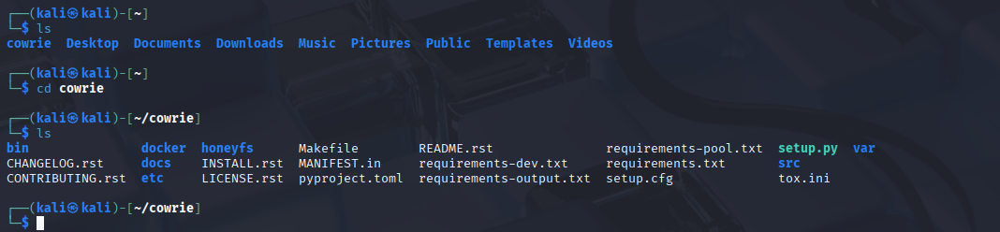 ┌──(kali㉿kali)-[~]
└─$ ls
cowrie  Desktop  Documents  Downloads  Music  Pictures  Public  Templates  Videos
┌──(kali㉿kali)-[~]
└─$ cd cowrie
┌──(kali㉿kali)-[~/cowrie]
└─$ ls
bin  docker  honeyfs  Makefile  README.rst  requirements-pool.txt  setup.py  var
CHANGELOG.rst  docs  INSTALL.rst  MANIFEST.in  requirements-dev.txt  requirements.txt  src
CONTRIBUTING.rst  etc  LICENSE.rst  pyproject.toml  requirements-output.txt  setup.cfg  tox.ini
┌──(kali㉿kali)-[~/cowrie]
└─$